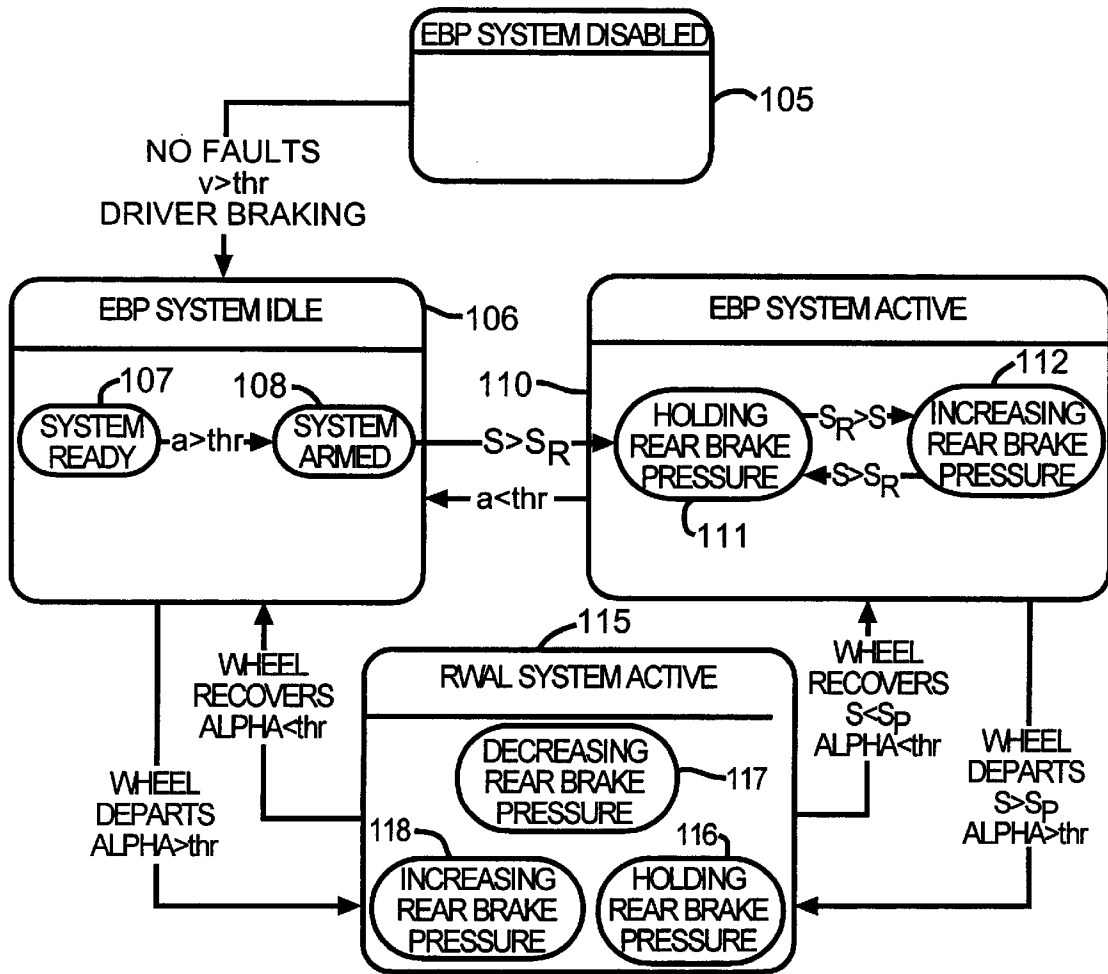 EBP SYSTEM DISABLED
105
NO FAULTS
v>thr
DRIVER BRAKING
EBP SYSTEM IDLE
106
107
108
SYSTEM
READY
a>thr
SYSTEM
ARMED
S>SR
a<thr
EBP SYSTEM ACTIVE
110
112
HOLDING
REAR BRAKE
PRESSURE
SR>S
S>SR
INCREASING
REAR BRAKE
PRESSURE
111
115
RWAL SYSTEM ACTIVE
DECREASING
REAR BRAKE
PRESSURE
117
118
INCREASING
REAR BRAKE
PRESSURE
116
HOLDING
REAR BRAKE
PRESSURE
WHEEL
DEPARTS
ALPHA>thr
WHEEL
RECOVERS
ALPHA<thr
WHEEL
RECOVERS
S<SP
ALPHA<thr
WHEEL
DEPARTS
S>SP
ALPHA>thr